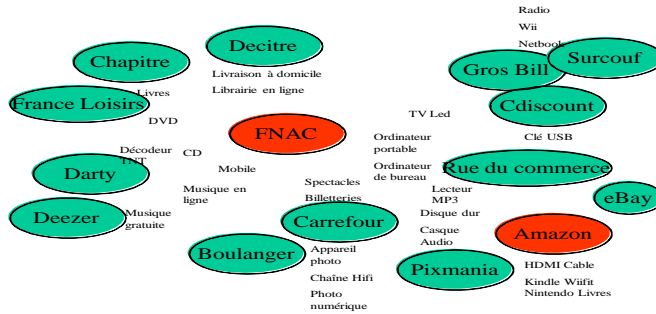 Radio
Wii
Netbook
Decitre
Surcouf
Chapitre
Gros Bill
Livraison à domicile
Librairie en ligne
Livres
France Loisirs
Cdiscount
DVD
TV Led
FNAC
Clé USB
Ordinateur
portable
Décodeur
TNT
CD
Mobile
Ordinateur
de bureau
Rue du commerce
Darty
Spectacles
Billetteries
Musique en
ligne
Lecteur
MP3
eBay
Deezer
Musique
gratuite
Carrefour
Disque dur
Casque
Audio
Amazon
Boulanger
Appareil
photo
Chaîne Hifi
Photo
numérique
Pixmania
HDMI Cable
Kindle Wiifit
Nintendo Livres